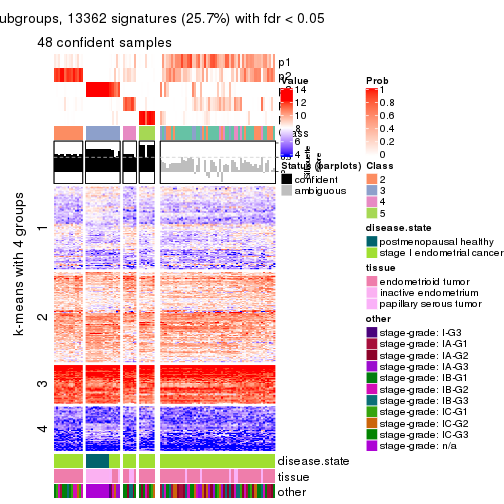 ubgroups, 13362 signatures (25.7%) with fdr < 0.05
48 confident samples
p1
p2
Value
14
12
10
8
6
4
Prob
1
0.8
0.6
0.4
0.2
0
Status (barplots)
confident
ambiguous
Silhouette
score
Class
2
3
4
5
disease.state
postmenopausal healthy
stage I endometrial cancer
tissue
endometrioid tumor
inactive endometrium
papillary serous tumor
other
stage-grade: I-G3
stage-grade: IA-G1
stage-grade: IA-G2
stage-grade: IA-G3
stage-grade: IB-G1
stage-grade: IB-G2
stage-grade: IB-G3
stage-grade: IC-G1
stage-grade: IC-G2
stage-grade: IC-G3
stage-grade: n/a
k-means with 4 groups
1
2
3
4
disease.state
tissue
other